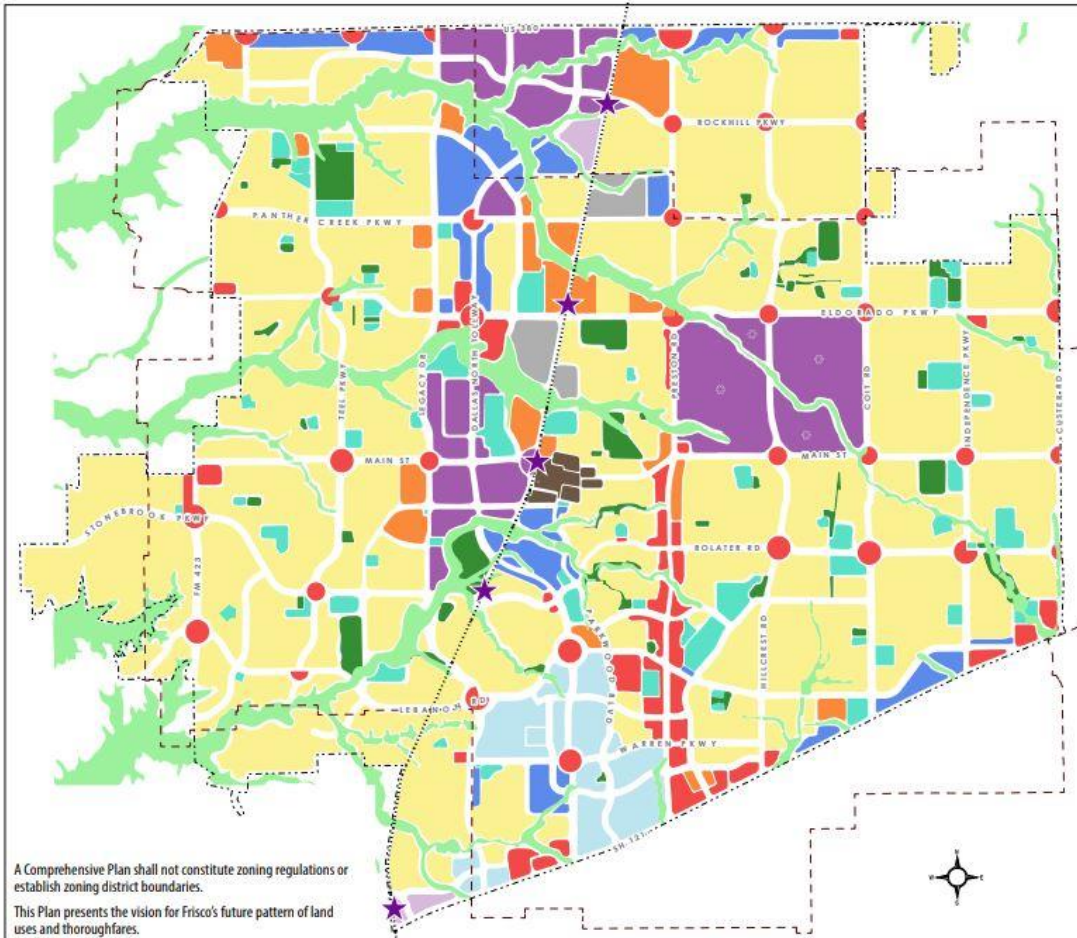 US 380
ROCKHILL PKWY
PANTHER CREEK PKWY
ELDORADO PKWY
DALLAS NORTH TOLLWAY
LEGACY DR
TEEL PKWY
PRESTON RD
COIT RD
INDEPENDENCE PKWY
CUSTER RD
MAIN ST
MAIN ST
STONEBROOK PKWY
ROLATER RD
FM 423
PARKWOOD BLVD
HILLCREST RD
LEBANON RD
WARREN PKWY
SH 121
A Comprehensive Plan shall not constitute zoning regulations or
establish zoning district boundaries.
This Plan presents the vision for Frisco's future pattern of land
uses and thoroughfares.
N
W
E
S